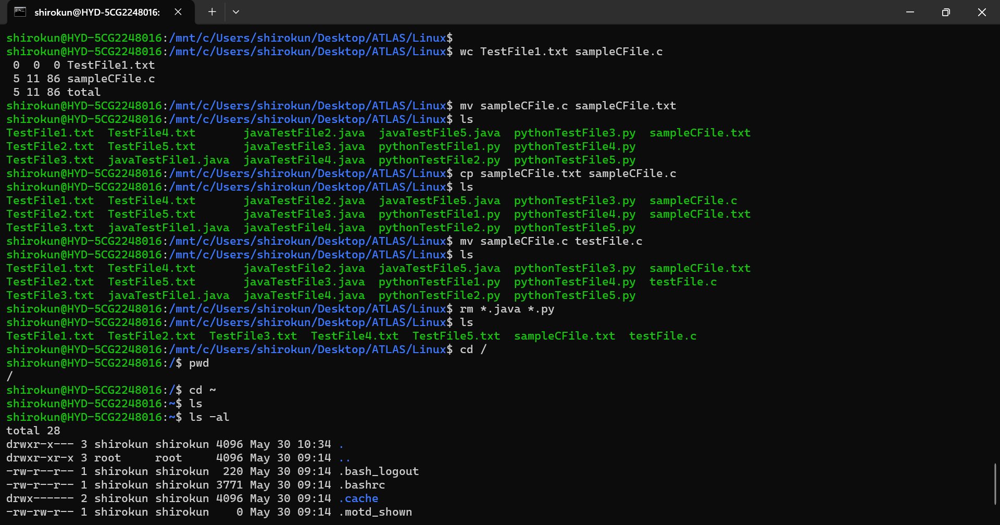 shirokun@HYD-5CG2248016:
shirokun@HYD-5CG2248016:/mnt/c/Users/shirokun/Desktop/ATLAS/Linux$
shirokun@HYD-5CG2248016:/mnt/c/Users/shirokun/Desktop/ATLAS/Linux$ wc TestFile1.txt sampleCFile.c
 0  0  0 TestFile1.txt
 5 11 86 sampleCFile.c
 5 11 86 total
shirokun@HYD-5CG2248016:/mnt/c/Users/shirokun/Desktop/ATLAS/Linux$ mv sampleCFile.c sampleCFile.txt
shirokun@HYD-5CG2248016:/mnt/c/Users/shirokun/Desktop/ATLAS/Linux$ ls
TestFile1.txt  TestFile4.txt       javaTestFile2.java  javaTestFile5.java  pythonTestFile3.py  sampleCFile.txt
TestFile2.txt  TestFile5.txt       javaTestFile3.java  pythonTestFile1.py  pythonTestFile4.py
TestFile3.txt  javaTestFile1.java  javaTestFile4.java  pythonTestFile2.py  pythonTestFile5.py
shirokun@HYD-5CG2248016:/mnt/c/Users/shirokun/Desktop/ATLAS/Linux$ cp sampleCFile.txt sampleCFile.c
shirokun@HYD-5CG2248016:/mnt/c/Users/shirokun/Desktop/ATLAS/Linux$ ls
TestFile1.txt  TestFile4.txt       javaTestFile2.java  javaTestFile5.java  pythonTestFile3.py  sampleCFile.c
TestFile2.txt  TestFile5.txt       javaTestFile3.java  pythonTestFile1.py  pythonTestFile4.py  sampleCFile.txt
TestFile3.txt  javaTestFile1.java  javaTestFile4.java  pythonTestFile2.py  pythonTestFile5.py
shirokun@HYD-5CG2248016:/mnt/c/Users/shirokun/Desktop/ATLAS/Linux$ mv sampleCFile.c testFile.c
shirokun@HYD-5CG2248016:/mnt/c/Users/shirokun/Desktop/ATLAS/Linux$ ls
TestFile1.txt  TestFile4.txt       javaTestFile2.java  javaTestFile5.java  pythonTestFile3.py  sampleCFile.txt
TestFile2.txt  TestFile5.txt       javaTestFile3.java  pythonTestFile1.py  pythonTestFile4.py  testFile.c
TestFile3.txt  javaTestFile1.java  javaTestFile4.java  pythonTestFile2.py  pythonTestFile5.py
shirokun@HYD-5CG2248016:/mnt/c/Users/shirokun/Desktop/ATLAS/Linux$ rm *.java *.py
shirokun@HYD-5CG2248016:/mnt/c/Users/shirokun/Desktop/ATLAS/Linux$ ls
TestFile1.txt  TestFile2.txt  TestFile3.txt  TestFile4.txt  TestFile5.txt  sampleCFile.txt  testFile.c
shirokun@HYD-5CG2248016:/mnt/c/Users/shirokun/Desktop/ATLAS/Linux$ cd /
shirokun@HYD-5CG2248016:/$ pwd
/
shirokun@HYD-5CG2248016:/$ cd ~
shirokun@HYD-5CG2248016:~$ ls
shirokun@HYD-5CG2248016:~$ ls -al
total 28
drwxr-x--- 3 shirokun shirokun 4096 May 30 10:34 .
drwxr-xr-x 3 root     root     4096 May 30 09:14 ..
-rw-r--r-- 1 shirokun shirokun  220 May 30 09:14 .bash_logout
-rw-r--r-- 1 shirokun shirokun 3771 May 30 09:14 .bashrc
drwx------ 2 shirokun shirokun 4096 May 30 09:14 .cache
-rw-rw-r-- 1 shirokun shirokun    0 May 30 09:14 .motd_shown